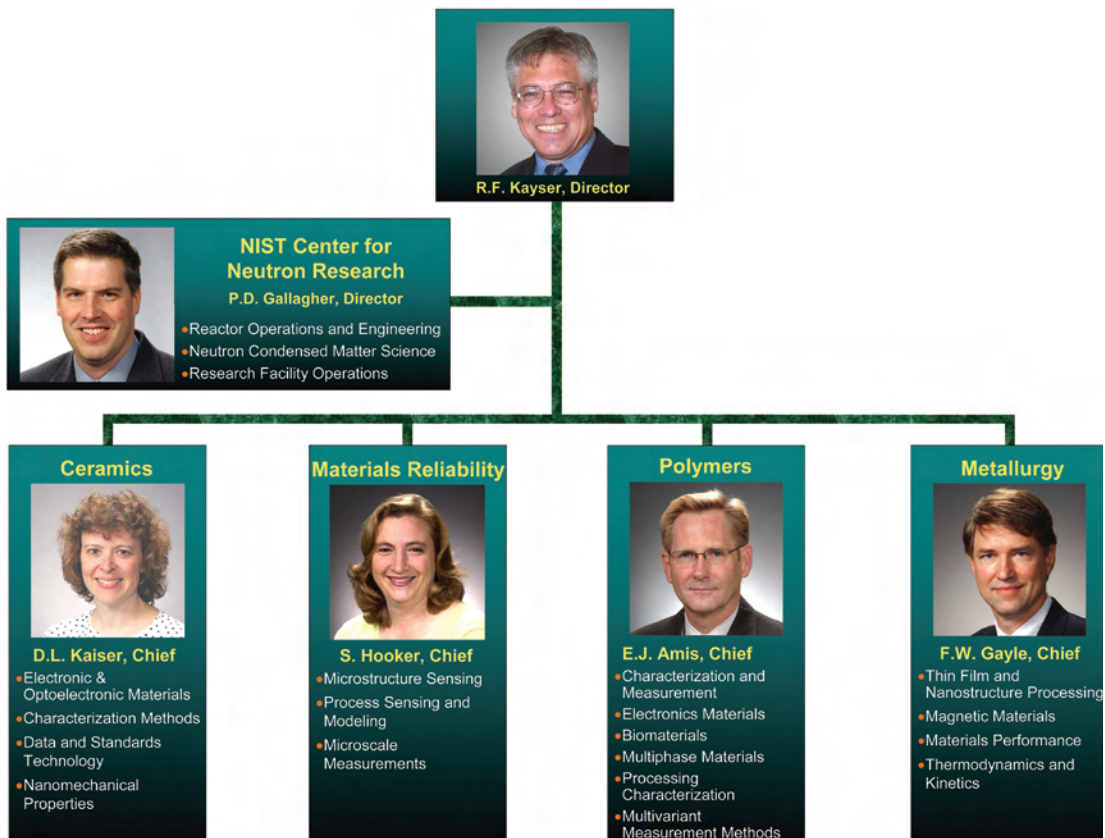 R.F. Kayser, Director
NIST Center for
Neutron Research
P.D. Gallagher, Director
•Reactor Operations and Engineering
•Neutron Condensed Matter Science
•Research Facility Operations
Ceramics
D.L. Kaiser, Chief
•Electronic &
Optoelectronic Materials
•Characterization Methods
•Data and Standards
Technology
•Nanomechanical
Properties
Materials Reliability
S. Hooker, Chief
•Microstructure Sensing
•Process Sensing and
Modeling
•Microscale
Measurements
Polymers
E.J. Amis, Chief
•Characterization and
Measurement
•Electronics Materials
•Biomaterials
•Multiphase Materials
•Processing
Characterization
•Multivariant
Measurement Methods
Metallurgy
F.W. Gayle, Chief
•Thin Film and
Nanostructure Processing
•Magnetic Materials
•Materials Performance
•Thermodynamics and
Kinetics